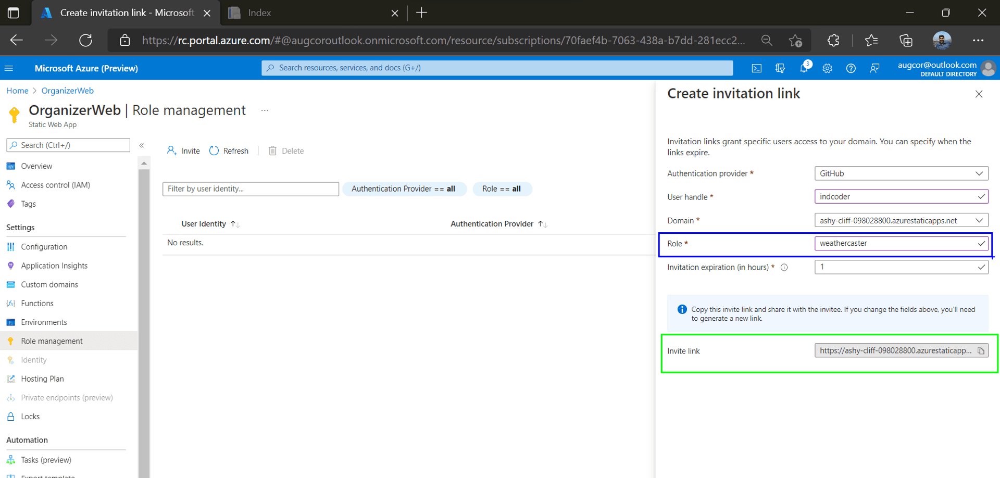 Create invitation link - Microsoft
Index
https://rc.portal.azure.com/#@augcoroutlook.onmicrosoft.com/resource/subscriptions/70faef4b-7063-438a-b7dd-281ecc2...
Microsoft Azure (Preview)
Search resources, services, and docs (G+/)
3
augcor@outlook.com
DEFAULT DIRECTORY
Home > OrganizerWeb
OrganizerWeb | Role management ...
Static Web App
Search (Ctrl+/)
«
Overview
Access control (IAM)
Tags
Settings
Configuration
Application Insights
Custom domains
Functions
Environments
Role management
Identity
Hosting Plan
Private endpoints (preview)
Locks
Automation
Tasks (preview)
Export template
Invite
Refresh
Delete
Filter by user identity...
Authentication Provider == all
Role == all
User Identity ↑↓
Authentication Provider ↑↓
No results.
Create invitation link
Invitation links grant specific users access to your domain. You can specify when the
links expire.
Authentication provider *
GitHub
User handle *
indcoder
Domain *
ashy-cliff-098028800.azurestaticapps.net
Role *
weathercaster
Invitation expiration (in hours) *
1
Copy this invite link and share it with the invitee. If you change the fields above, you'll need
to generate a new link.
Invite link
https://ashy-cliff-098028800.azurestaticapp...